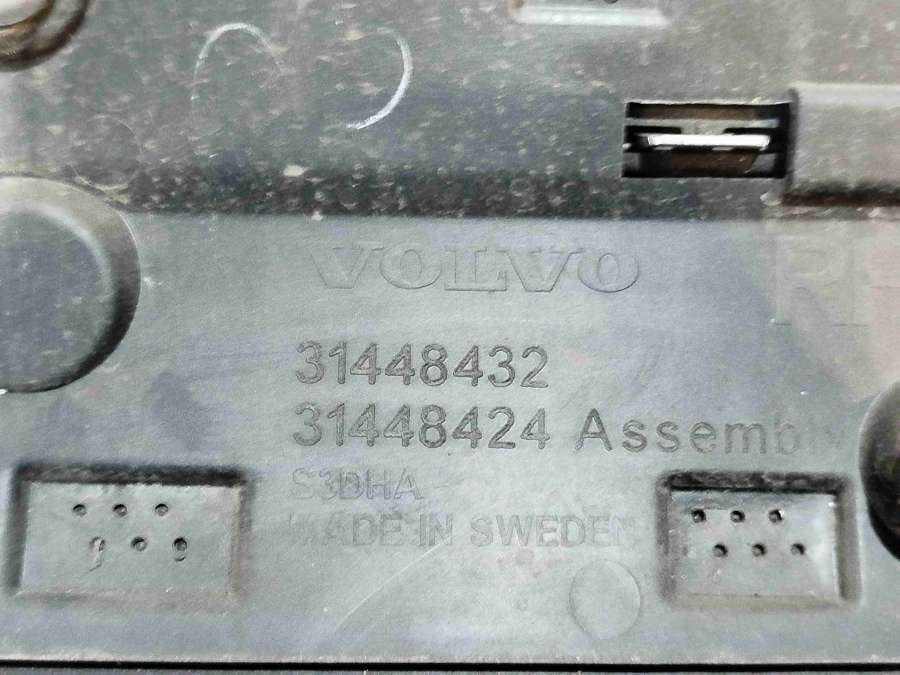 VOLVO
31448432
31448424 Assembly
S3DHA
MADE IN SWEDEN